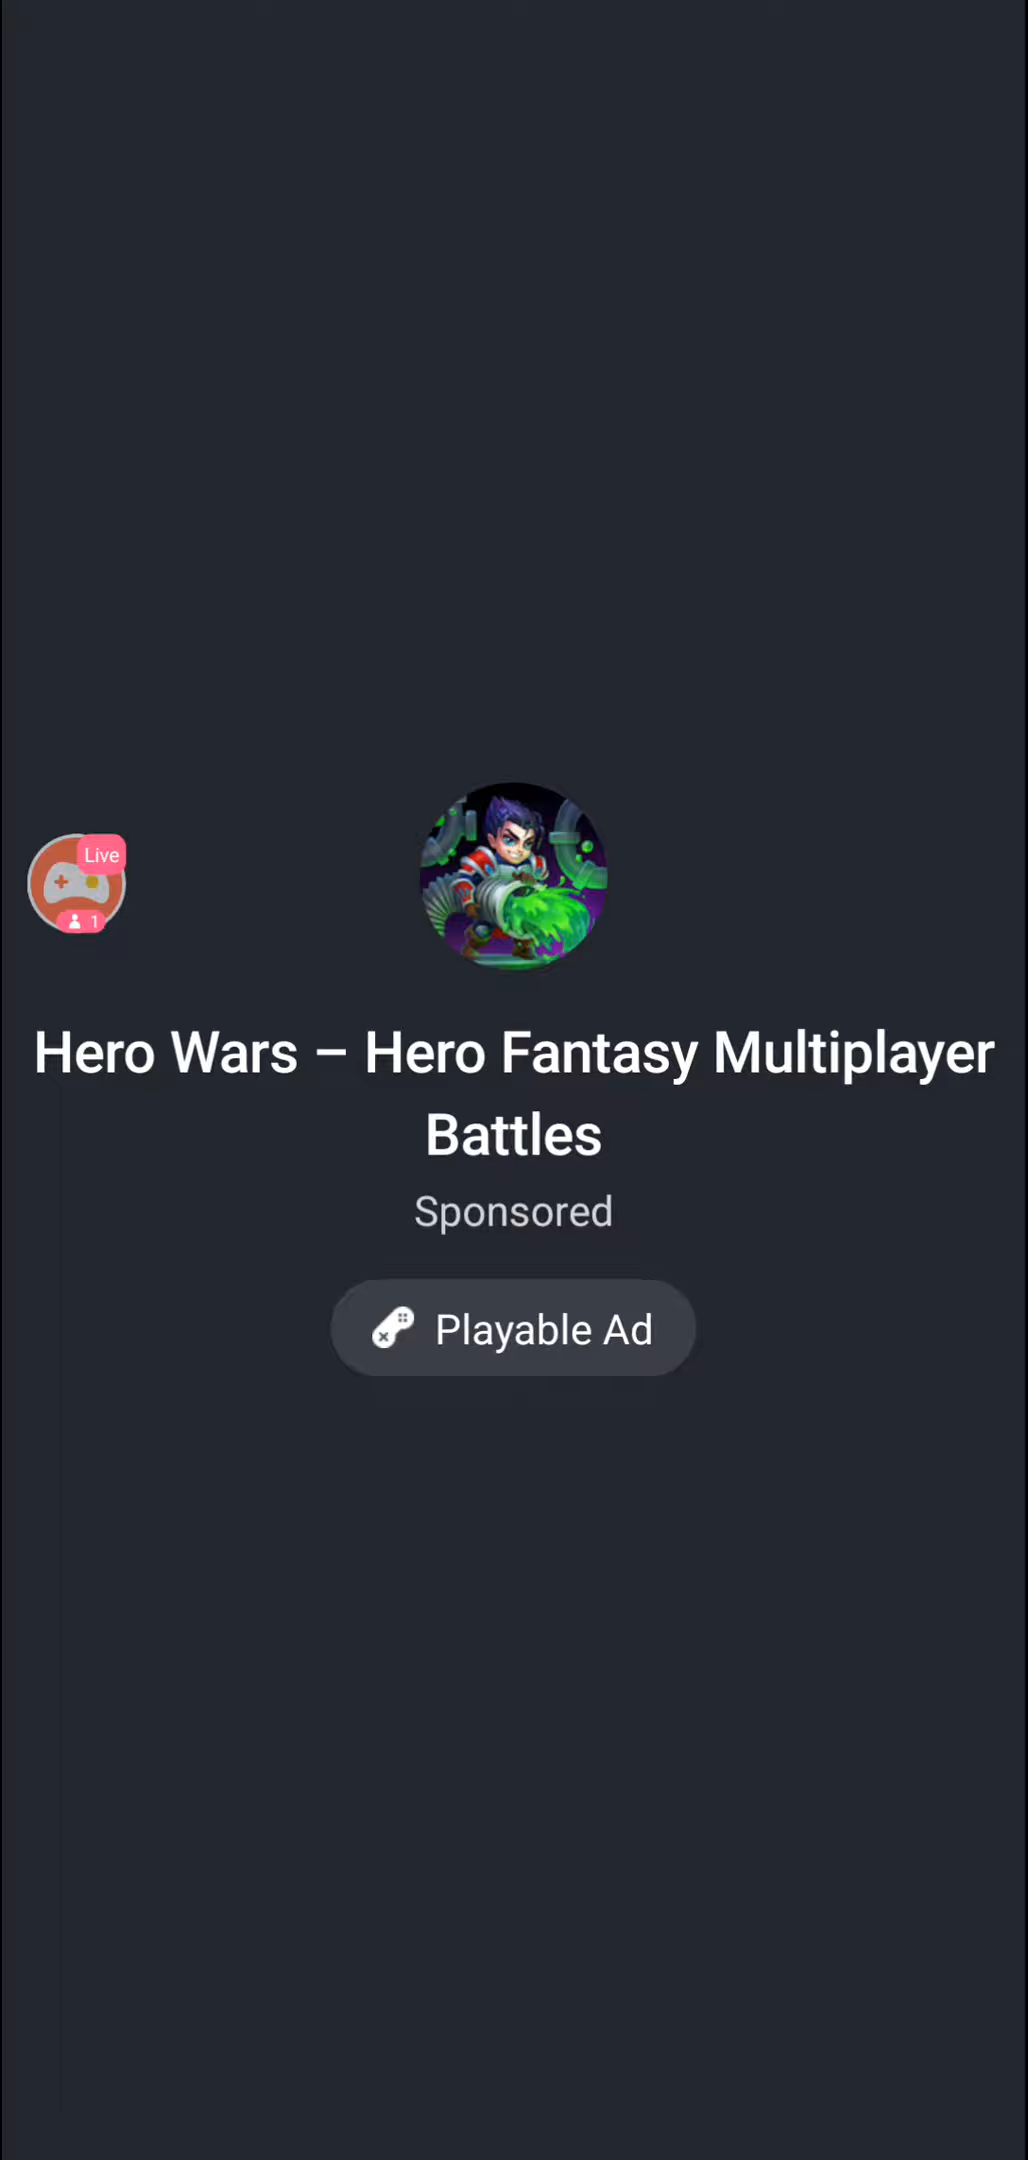 Live
1
Hero Wars – Hero Fantasy Multiplayer
Battles
Sponsored
Playable Ad